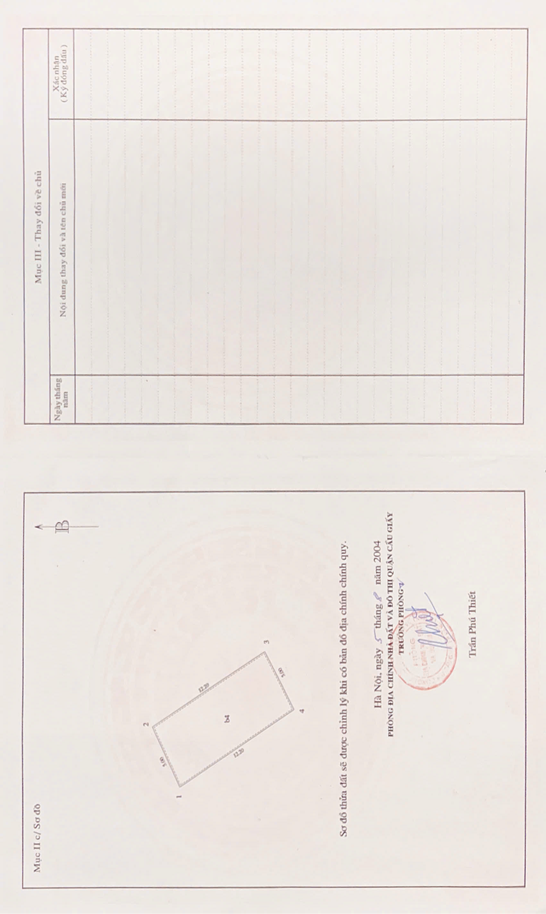 Mục II c/ Sơ đồ
B
1
2
3
4
5.00
12.20
b4
12.20
5.00
Sơ đồ thửa đất sẽ được chỉnh lý khi có bản đồ địa chính chính quy.
Hà Nội, ngày 5 tháng 8 năm 2004
PHÒNG ĐỊA CHÍNH NHÀ ĐẤT VÀ ĐÔ THỊ QUẬN CẦU GIẤY
TRƯỞNG PHÒNG
Trần Phú Thiết
Mục III - Thay đổi về chủ
Ngày tháng
năm
Nội dung thay đổi và tên chủ mới
Xác nhận
( Ký đóng dấu )